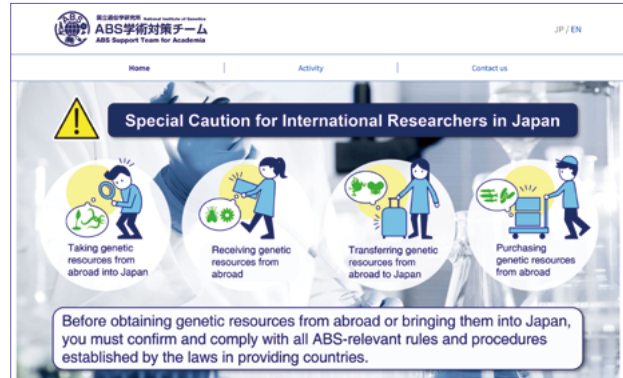 国立遺伝学研究所 National Institute of Genetics
ABS学術対策チーム
ABS Support Team for Academia
JP / EN
Home
Activity
Contact us
Special Caution for International Researchers in Japan
Taking genetic
resources from
abroad into Japan
Receiving genetic
resources from
abroad
Transferring genetic
resources from
abroad to Japan
Purchasing
genetic resources
from abroad
Before obtaining genetic resources from abroad or bringing them into Japan,
you must confirm and comply with all ABS-relevant rules and procedures
established by the laws in providing countries.